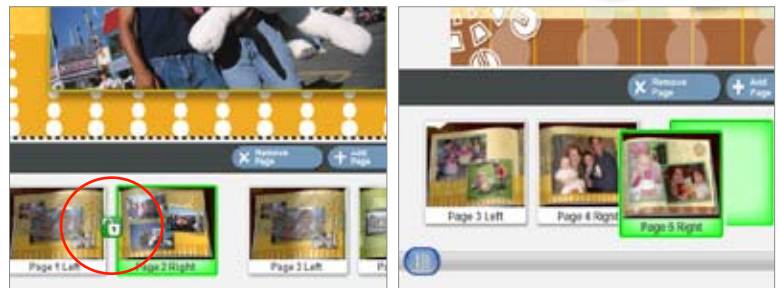 Remove Page
Add Page
1
Page 1 Left
Page 2 Right
Page 3 Left
Remove Page
Add Page
Page 3 Left
Page 4 Right
Page 5 Right